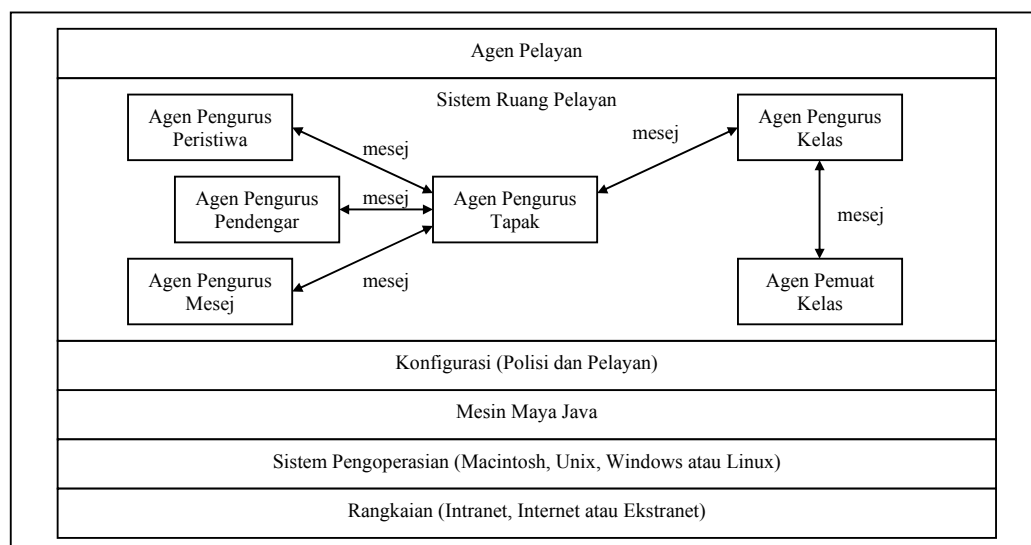 Agen Pelayan
Sistem Ruang Pelayan
Agen Pengurus
Peristiwa
mesej
mesej
Agen Pengurus
Kelas
Agen Pengurus
Pendengar
mesej
Agen Pengurus
Tapak
mesej
Agen Pengurus
Mesej
mesej
Agen Pemuat
Kelas
Konfigurasi (Polisi dan Pelayan)
Mesin Maya Java
Sistem Pengoperasian (Macintosh, Unix, Windows atau Linux)
Rangkaian (Intranet, Internet atau Ekstranet)